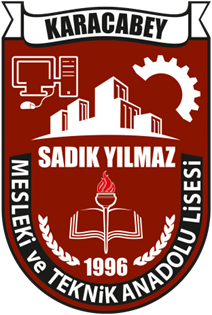 KARACABEY
SADIK YILMAZ
MESLEKİ ve TEKNİK ANADOLU LİSESİ
1996